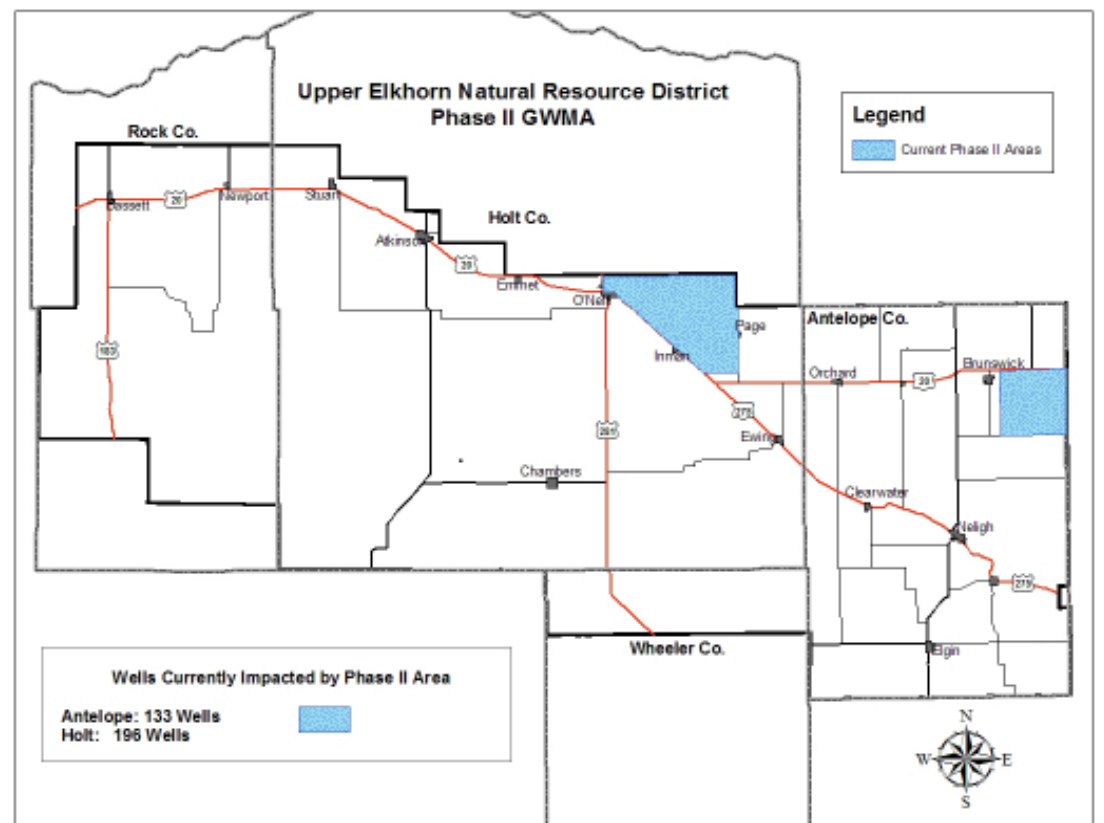 Upper Elkhorn Natural Resource District
Phase II GWMA
Legend
Current Phase II Areas
Rock Co.
Bassett
20
Newport
Stuart
Holt Co.
Atkinson
20
Emmet
O'Neill
Antelope Co.
Page
Inman
183
Brunswick
Orchard
20
275
281
Ewing
Chambers
Clearwater
Neligh
275
Wheeler Co.
Elgin
Wells Currently Impacted by Phase II Area
Antelope: 133 Wells
Holt: 196 Wells
N
W
E
S